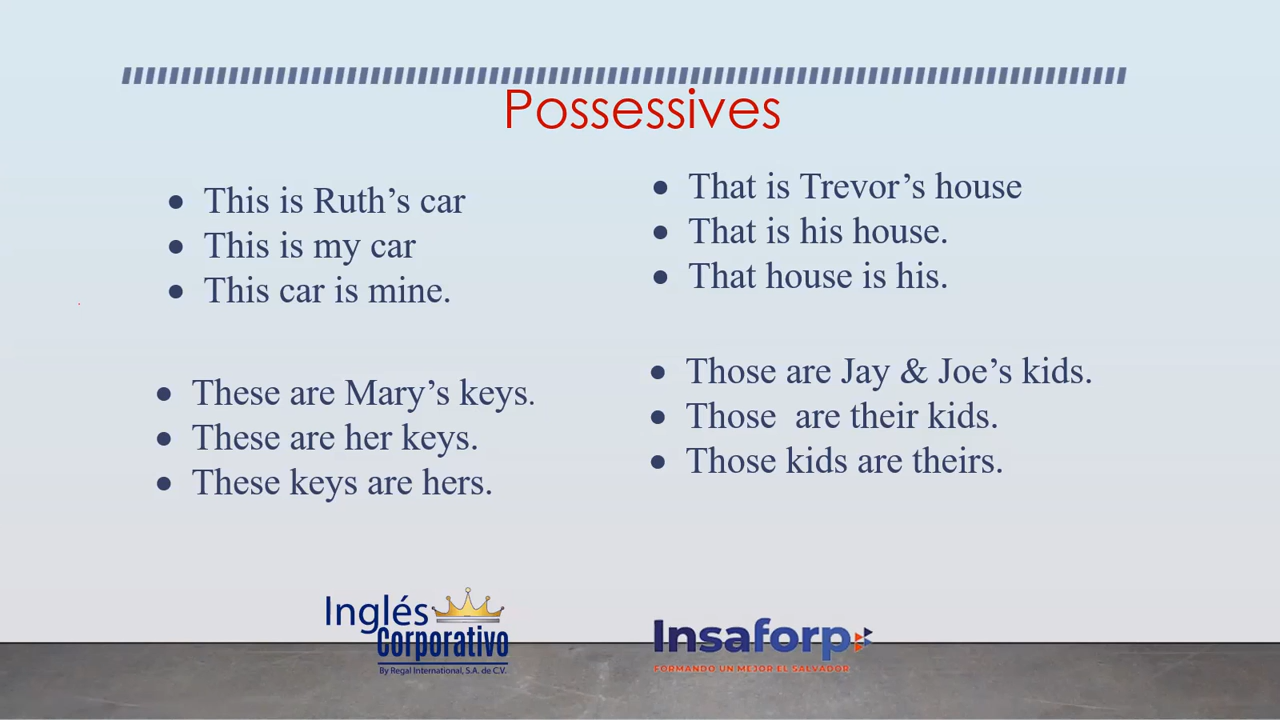 Possessives
• This is Ruth’s car
• This is my car
• This car is mine.
• These are Mary’s keys.
• These are her keys.
• These keys are hers.
• That is Trevor’s house
• That is his house.
• That house is his.
• Those are Jay & Joe’s kids.
• Those  are their kids.
• Those kids are theirs.
Inglés
Corporativo
By Regal International, S.A. de C.V.
Insaforp
FORMANDO UN MEJOR EL SALVADOR